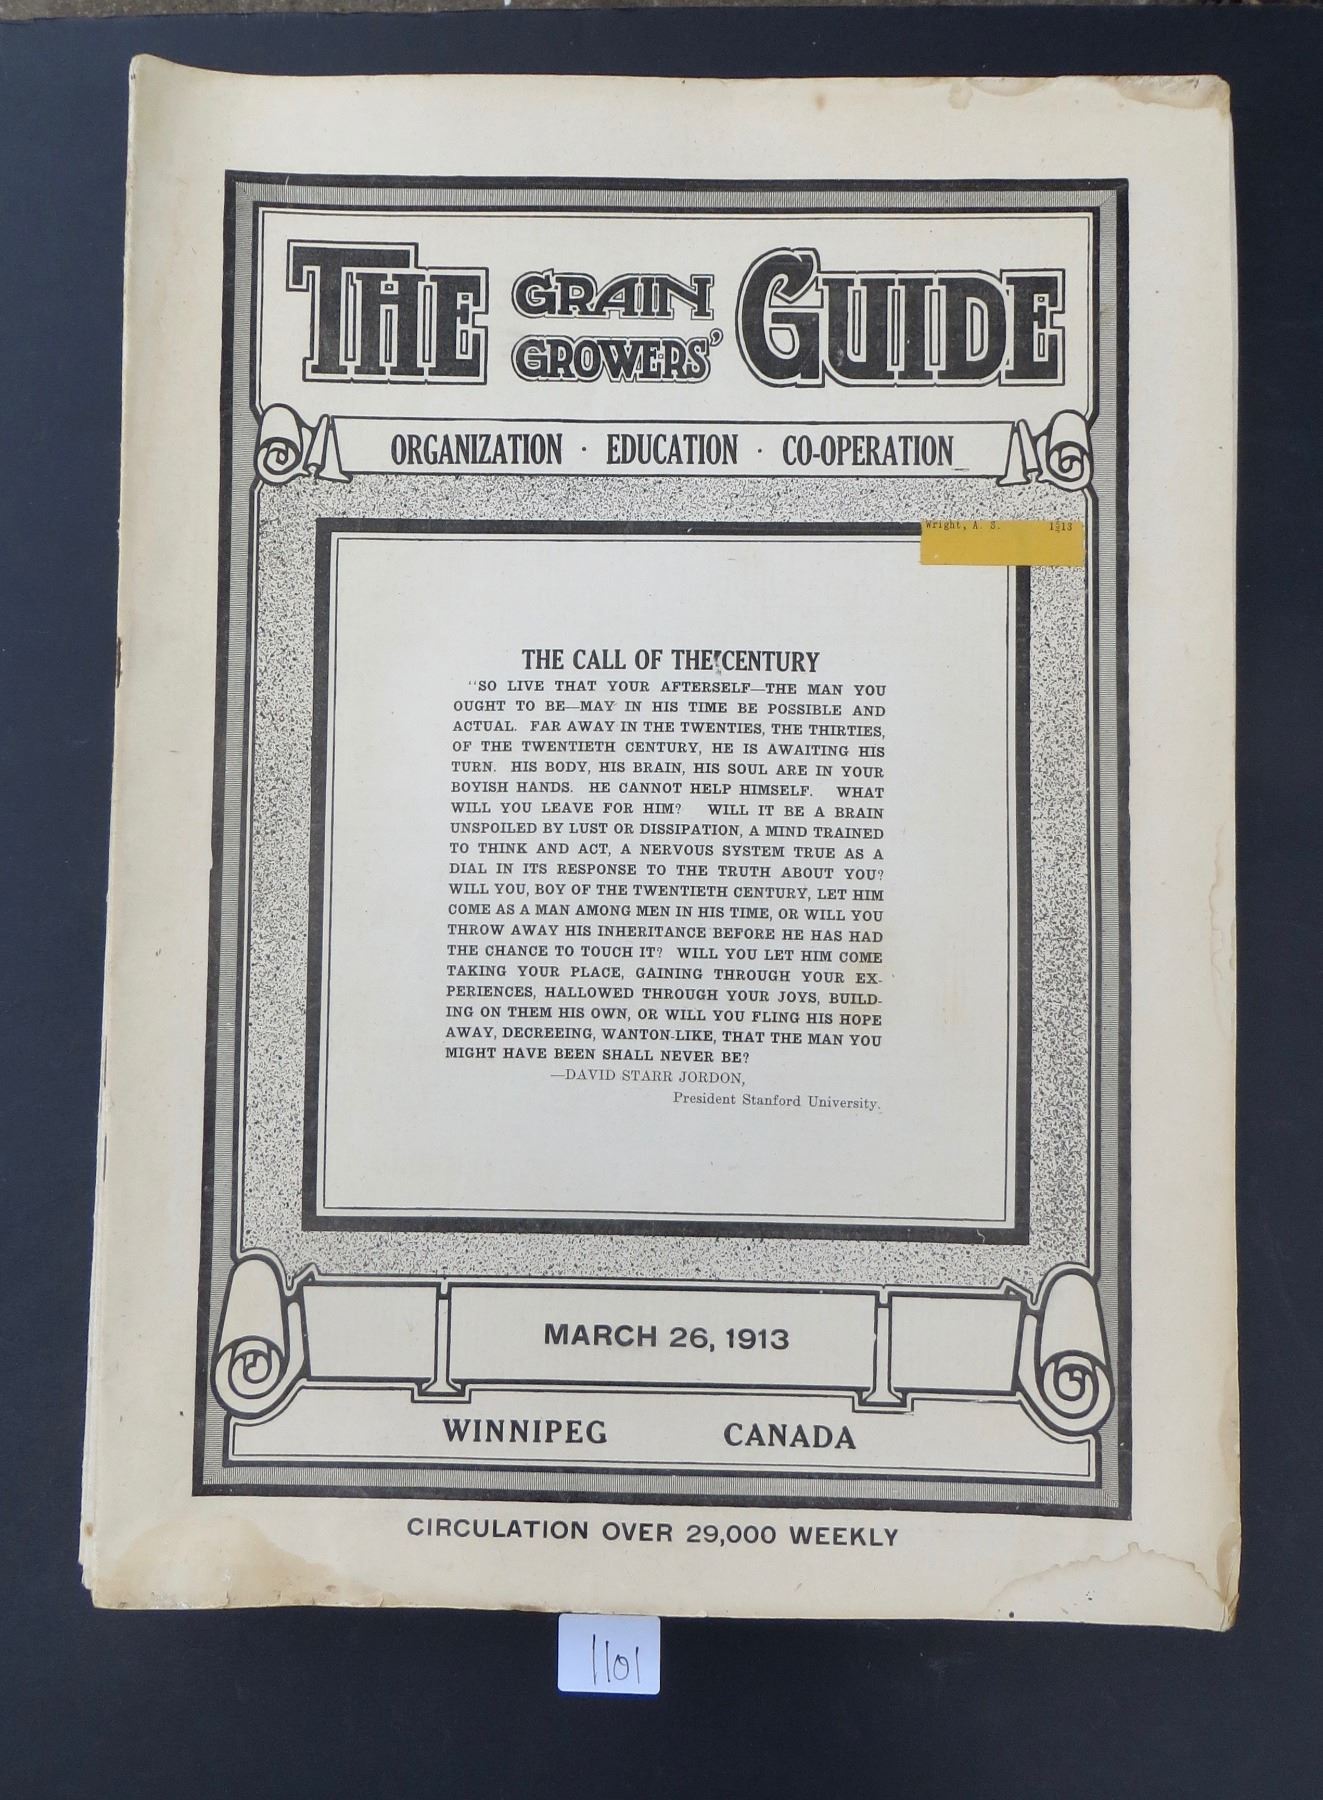 THE GRAIN GROWERS' GUIDE
ORGANIZATION · EDUCATION · CO-OPERATION
Wright, A. S. 1913
THE CALL OF THE CENTURY
"SO LIVE THAT YOUR AFTERSELF—THE MAN YOU
OUGHT TO BE—MAY IN HIS TIME BE POSSIBLE AND
ACTUAL. FAR AWAY IN THE TWENTIES, THE THIRTIES,
OF THE TWENTIETH CENTURY, HE IS AWAITING HIS
TURN. HIS BODY, HIS BRAIN, HIS SOUL ARE IN YOUR
BOYISH HANDS. HE CANNOT HELP HIMSELF. WHAT
WILL YOU LEAVE FOR HIM? WILL IT BE A BRAIN
UNSPOILED BY LUST OR DISSIPATION, A MIND TRAINED
TO THINK AND ACT, A NERVOUS SYSTEM TRUE AS A
DIAL IN ITS RESPONSE TO THE TRUTH ABOUT YOU?
WILL YOU, BOY OF THE TWENTIETH CENTURY, LET HIM
COME AS A MAN AMONG MEN IN HIS TIME, OR WILL YOU
THROW AWAY HIS INHERITANCE BEFORE HE HAS HAD
THE CHANCE TO TOUCH IT? WILL YOU LET HIM COME
TAKING YOUR PLACE, GAINING THROUGH YOUR EX-
PERIENCES, HALLOWED THROUGH YOUR JOYS, BUILD-
ING ON THEM HIS OWN, OR WILL YOU FLING HIS HOPE
AWAY, DECREEING, WANTON-LIKE, THAT THE MAN YOU
MIGHT HAVE BEEN SHALL NEVER BE?
—DAVID STARR JORDON,
President Stanford University.
MARCH 26, 1913
WINNIPEG CANADA
CIRCULATION OVER 29,000 WEEKLY
1101